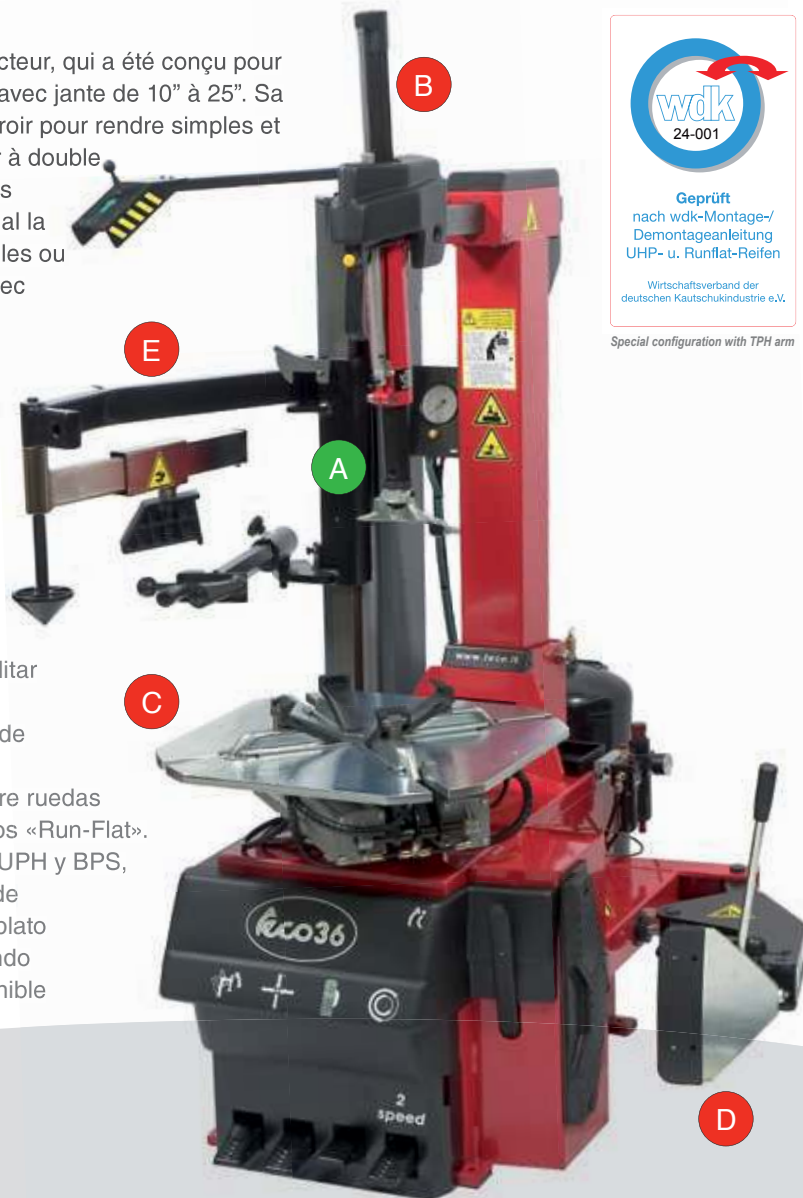 cteur, qui a été conçu pour
avec jante de 10” à 25”. Sa
roir pour rendre simples et
r à double
s
al la
les ou
ec
B
wdk
24-001
Geprüft
nach wdk-Montage-/
Demontageanleitung
UHP- u. Runflat-Reifen
Wirtschaftsverband der
deutschen Kautschukindustrie e.V.
Special configuration with TPH arm
E
A
www.teco.it
litar
C
de
re ruedas
os «Run-Flat».
UPH y BPS,
de
plato
ndo
nible
teco36
2
speed
D